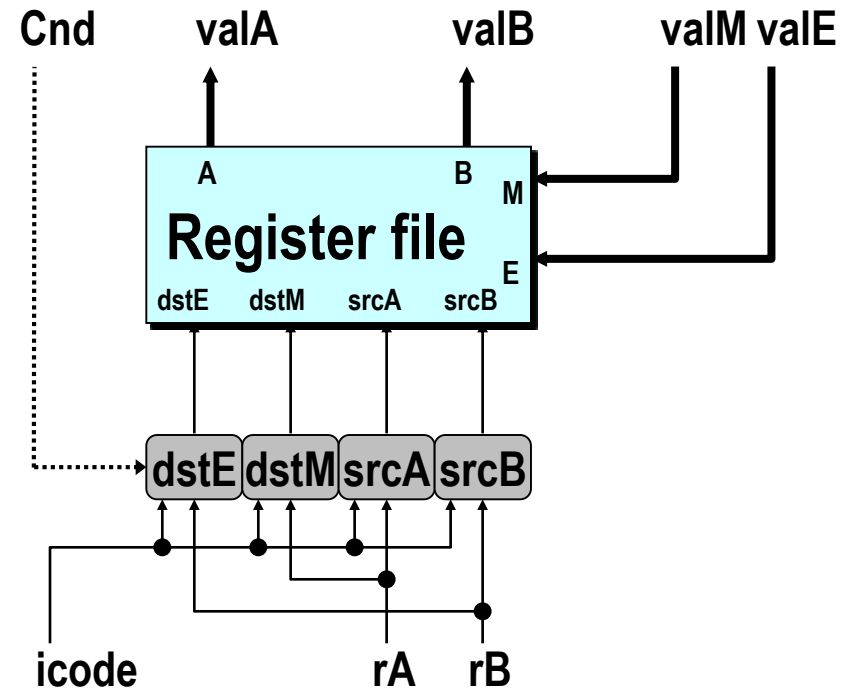 Cnd valA valB valM valE
A B
M
Register file
E
dstE dstM srcA srcB
dstE dstM srcA srcB
icode rA rB